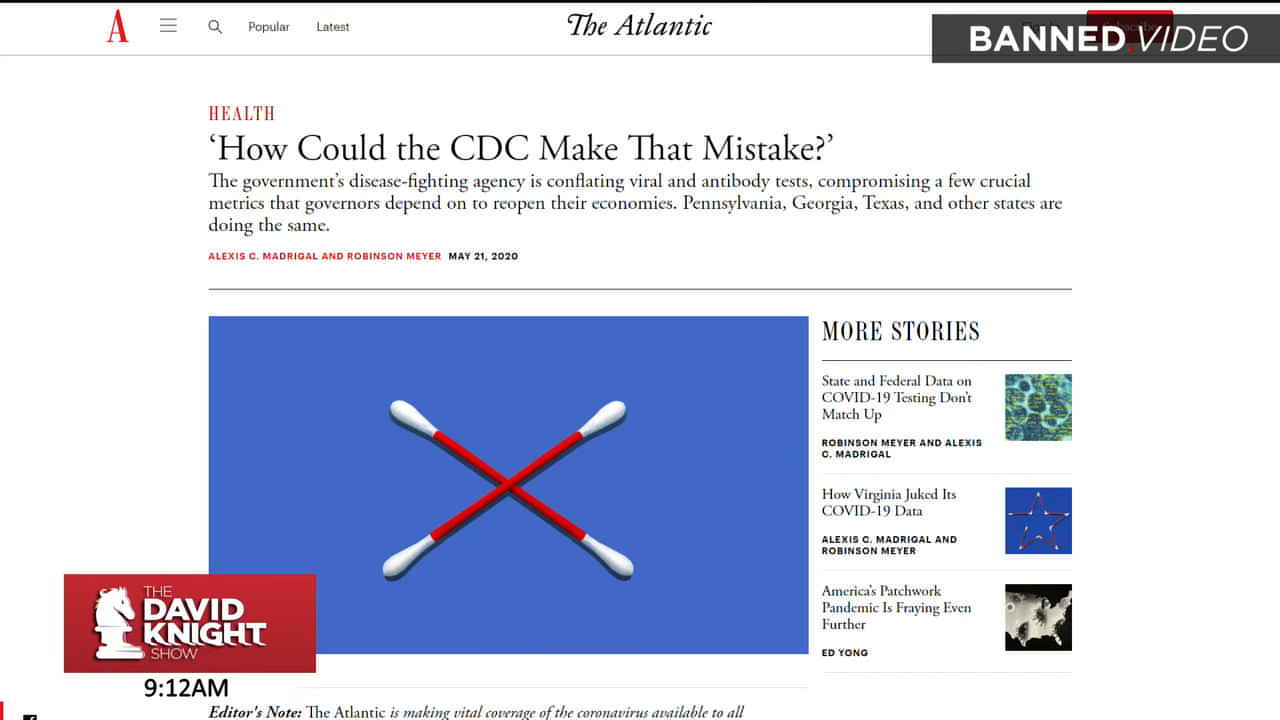 A
Popular
Latest
The Atlantic
BANNED.VIDEO
HEALTH
‘How Could the CDC Make That Mistake?’
The government’s disease-fighting agency is conflating viral and antibody tests, compromising a few crucial
metrics that governors depend on to reopen their economies. Pennsylvania, Georgia, Texas, and other states are
doing the same.
ALEXIS C. MADRIGAL AND ROBINSON MEYER MAY 21, 2020
MORE STORIES
State and Federal Data on
COVID-19 Testing Don’t
Match Up
ROBINSON MEYER AND ALEXIS
C. MADRIGAL
How Virginia Juked Its
COVID-19 Data
ALEXIS C. MADRIGAL AND
ROBINSON MEYER
America’s Patchwork
Pandemic Is Fraying Even
Further
ED YONG
THE
DAVID
KNIGHT
SHOW
9:12AM
Editor's Note: The Atlantic is making vital coverage of the coronavirus available to all